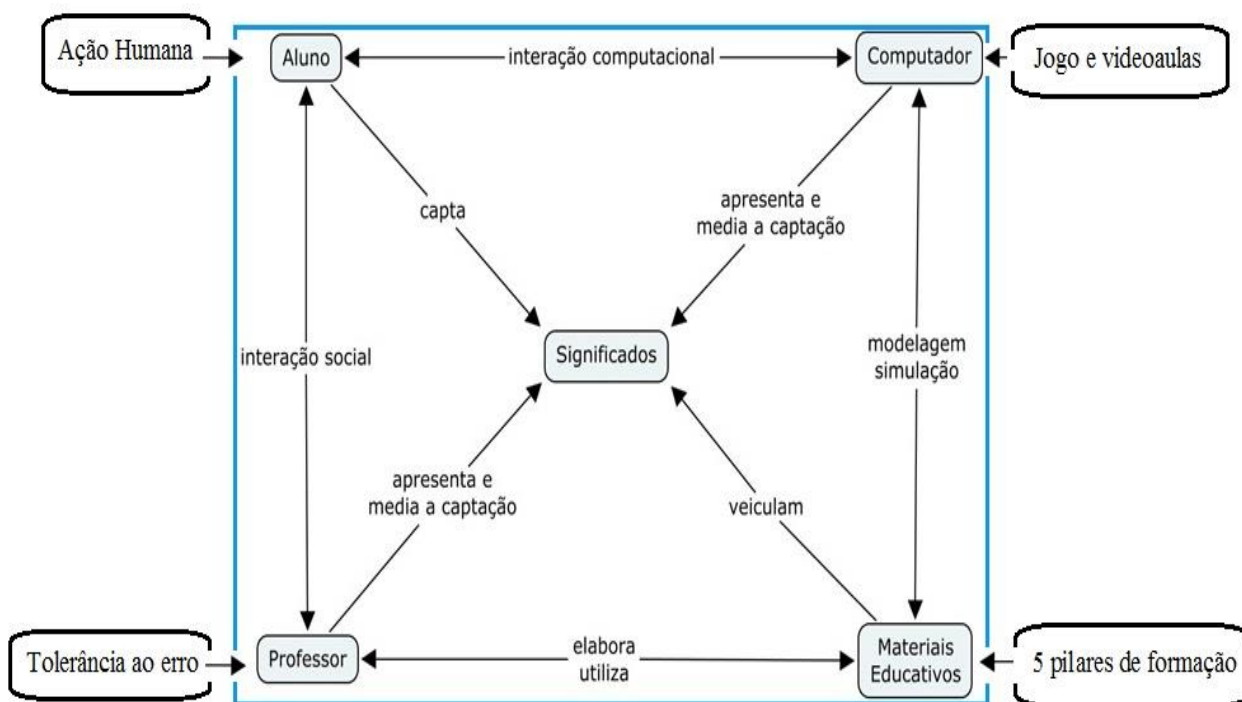 Ação Humana
Aluno
interação computacional
Computador
Jogo e videoaulas
capta
apresenta e
media a captação
interação social
Significados
modelagem
simulação
apresenta e
media a captação
veiculam
Tolerância ao erro
Professor
elabora
utiliza
Materiais
Educativos
5 pilares de formação